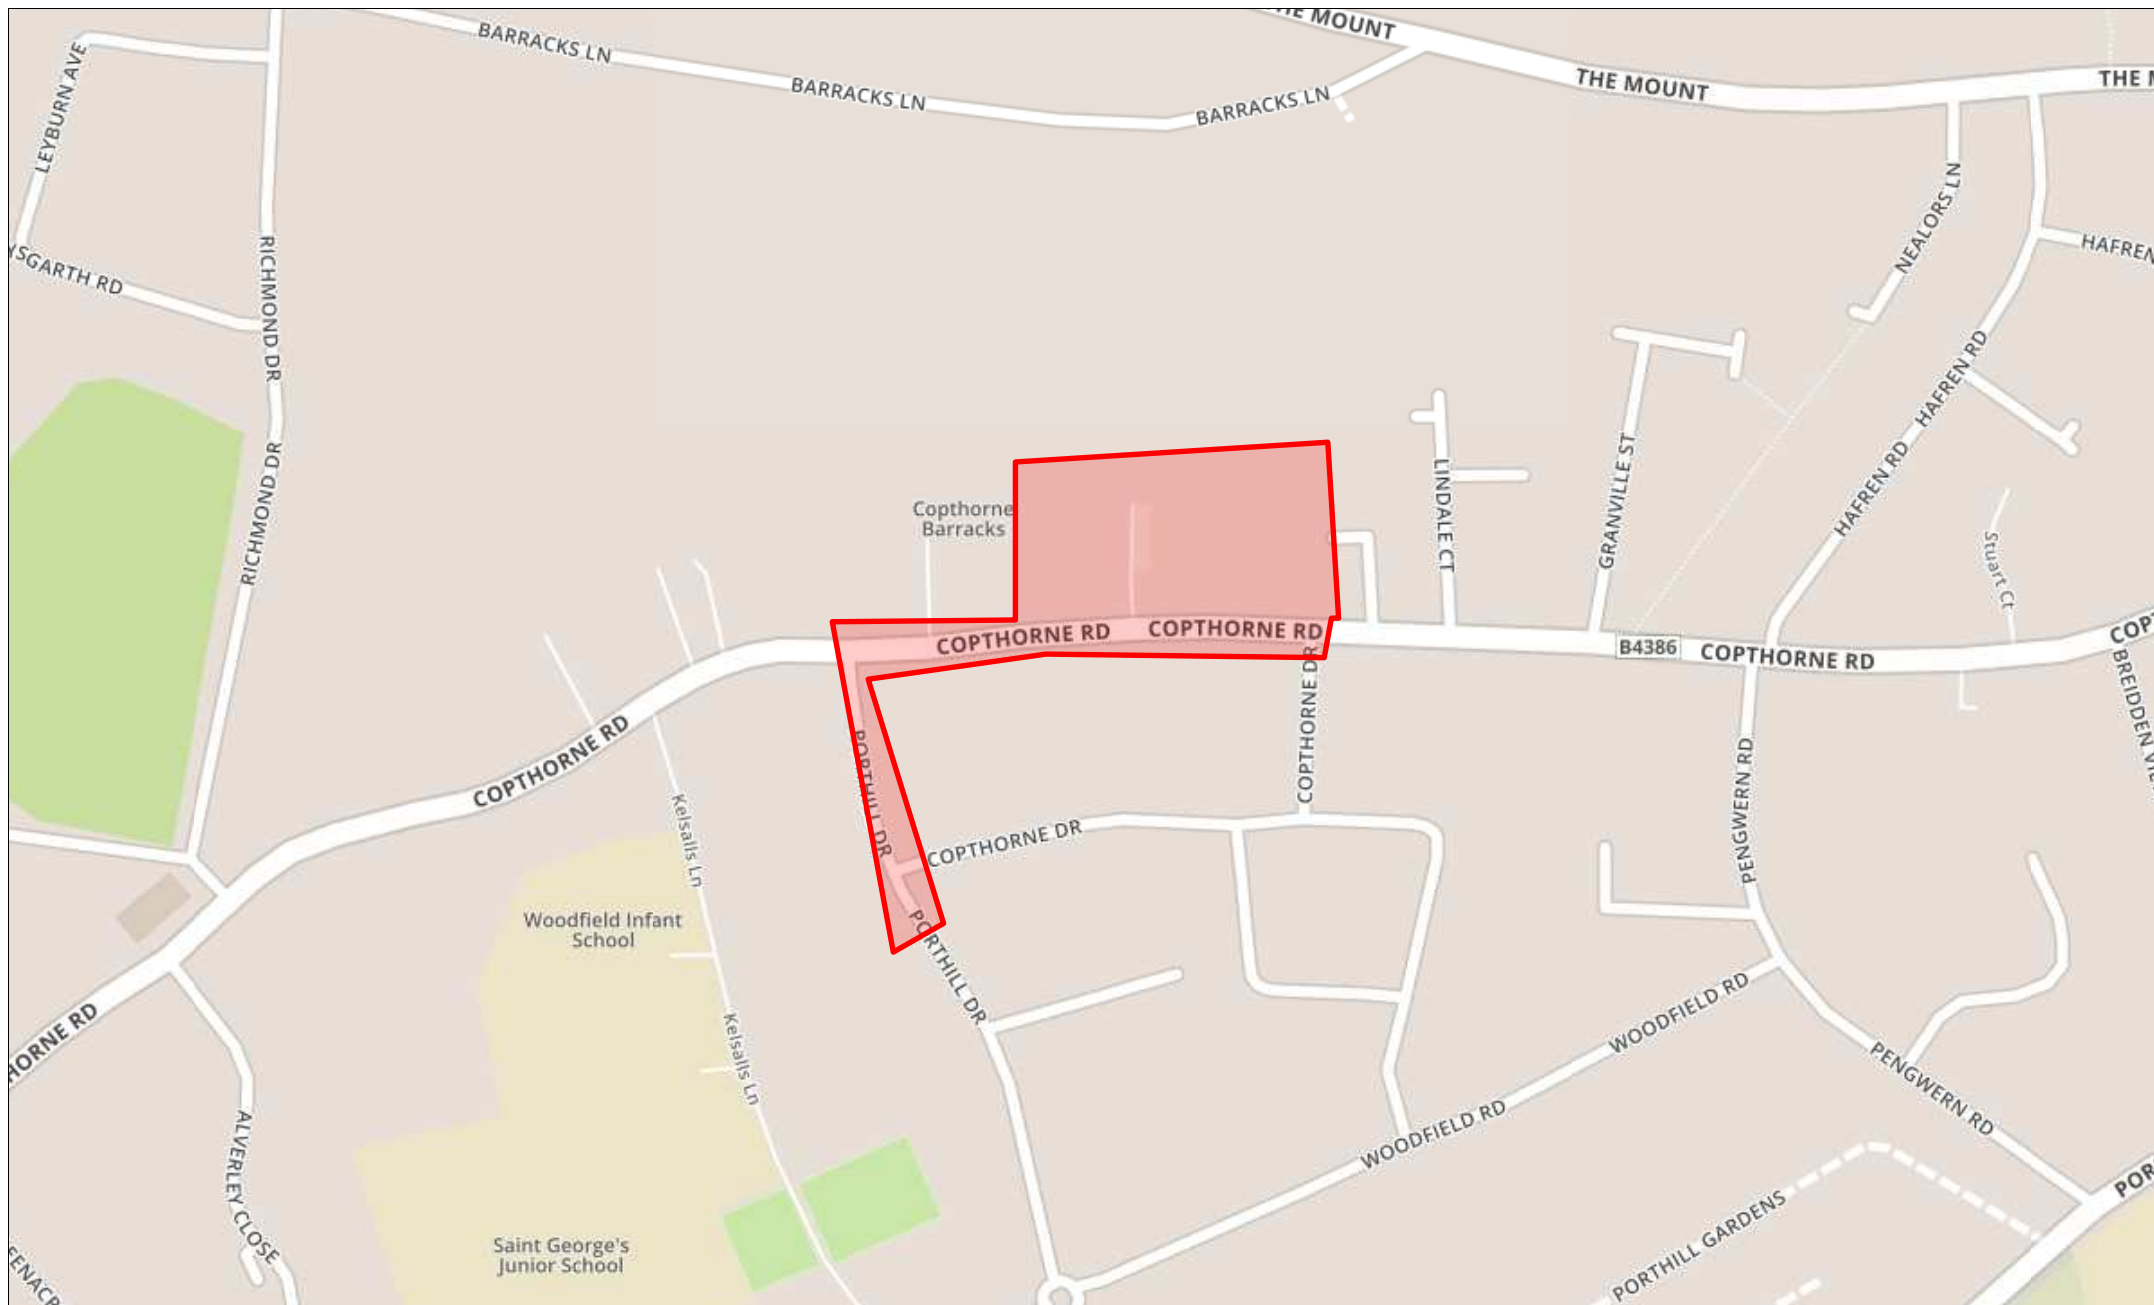 THE MOUNT
BARRACKS LN
LEYBURN AVE
THE MOUNT
BARRACKS LN
BARRACKS LN
NEALORS LN
RICHMOND DR
SGARTH RD
HAFREN
HAFREN RD
LINDALE CT
GRANVILLE ST
HAFREN RD
RICHMOND DR
Copthorne
Barracks
Stuart Ct
COPTHORNE RD
COPTHORNE RD
B4386
COPTHORNE RD
COP
BREIDDEN VIE
COPTHORNE RD
PORTHILL DR
COPTHORNE DR
PENGWERN RD
Kelsalls Ln
COPTHORNE DR
Woodfield Infant
School
PORTHILL DR
WOODFIELD RD
HORNE RD
Kelsalls Ln
PENGWERN RD
WOODFIELD RD
ALVERLEY CLOSE
Saint George's
Junior School
PORTHILL GARDENS
POR
EENACR